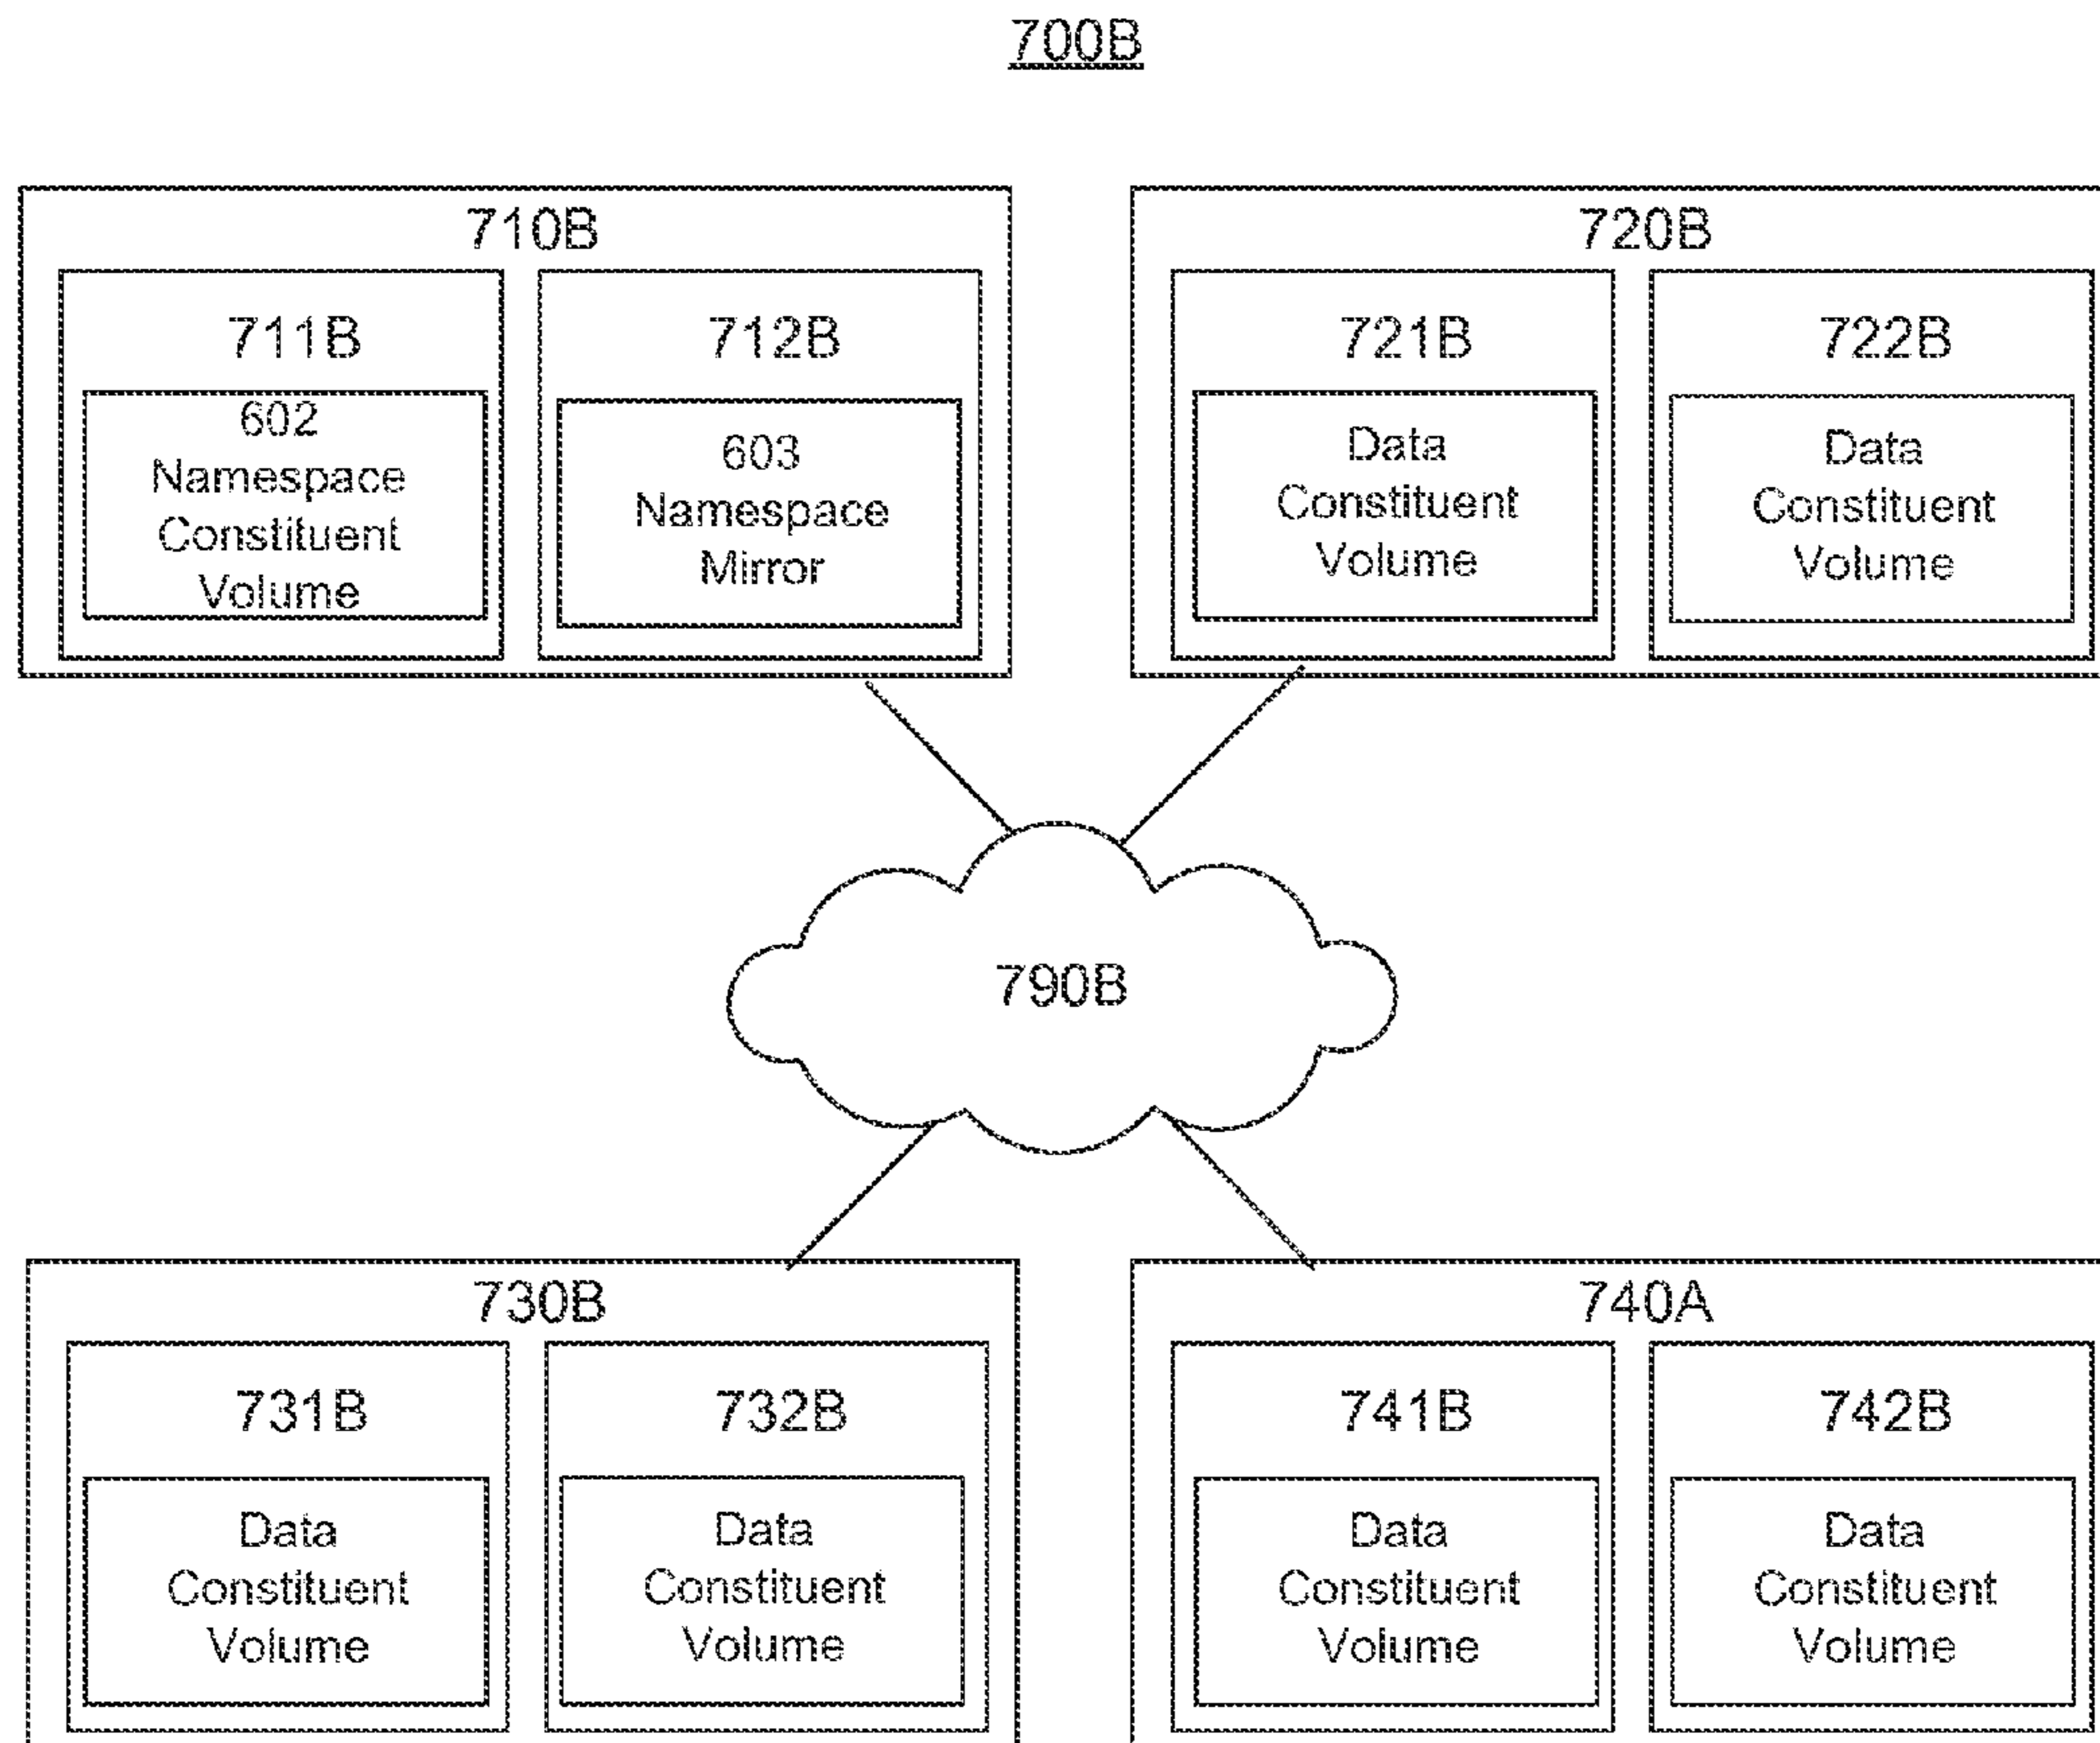 700B
710B
711B
602
Namespace
Constituent
Volume
712B
603
Namespace
Mirror
720B
721B
Data
Constituent
Volume
722B
Data
Constituent
Volume
790B
730B
731B
Data
Constituent
Volume
732B
Data
Constituent
Volume
740A
741B
Data
Constituent
Volume
742B
Data
Constituent
Volume